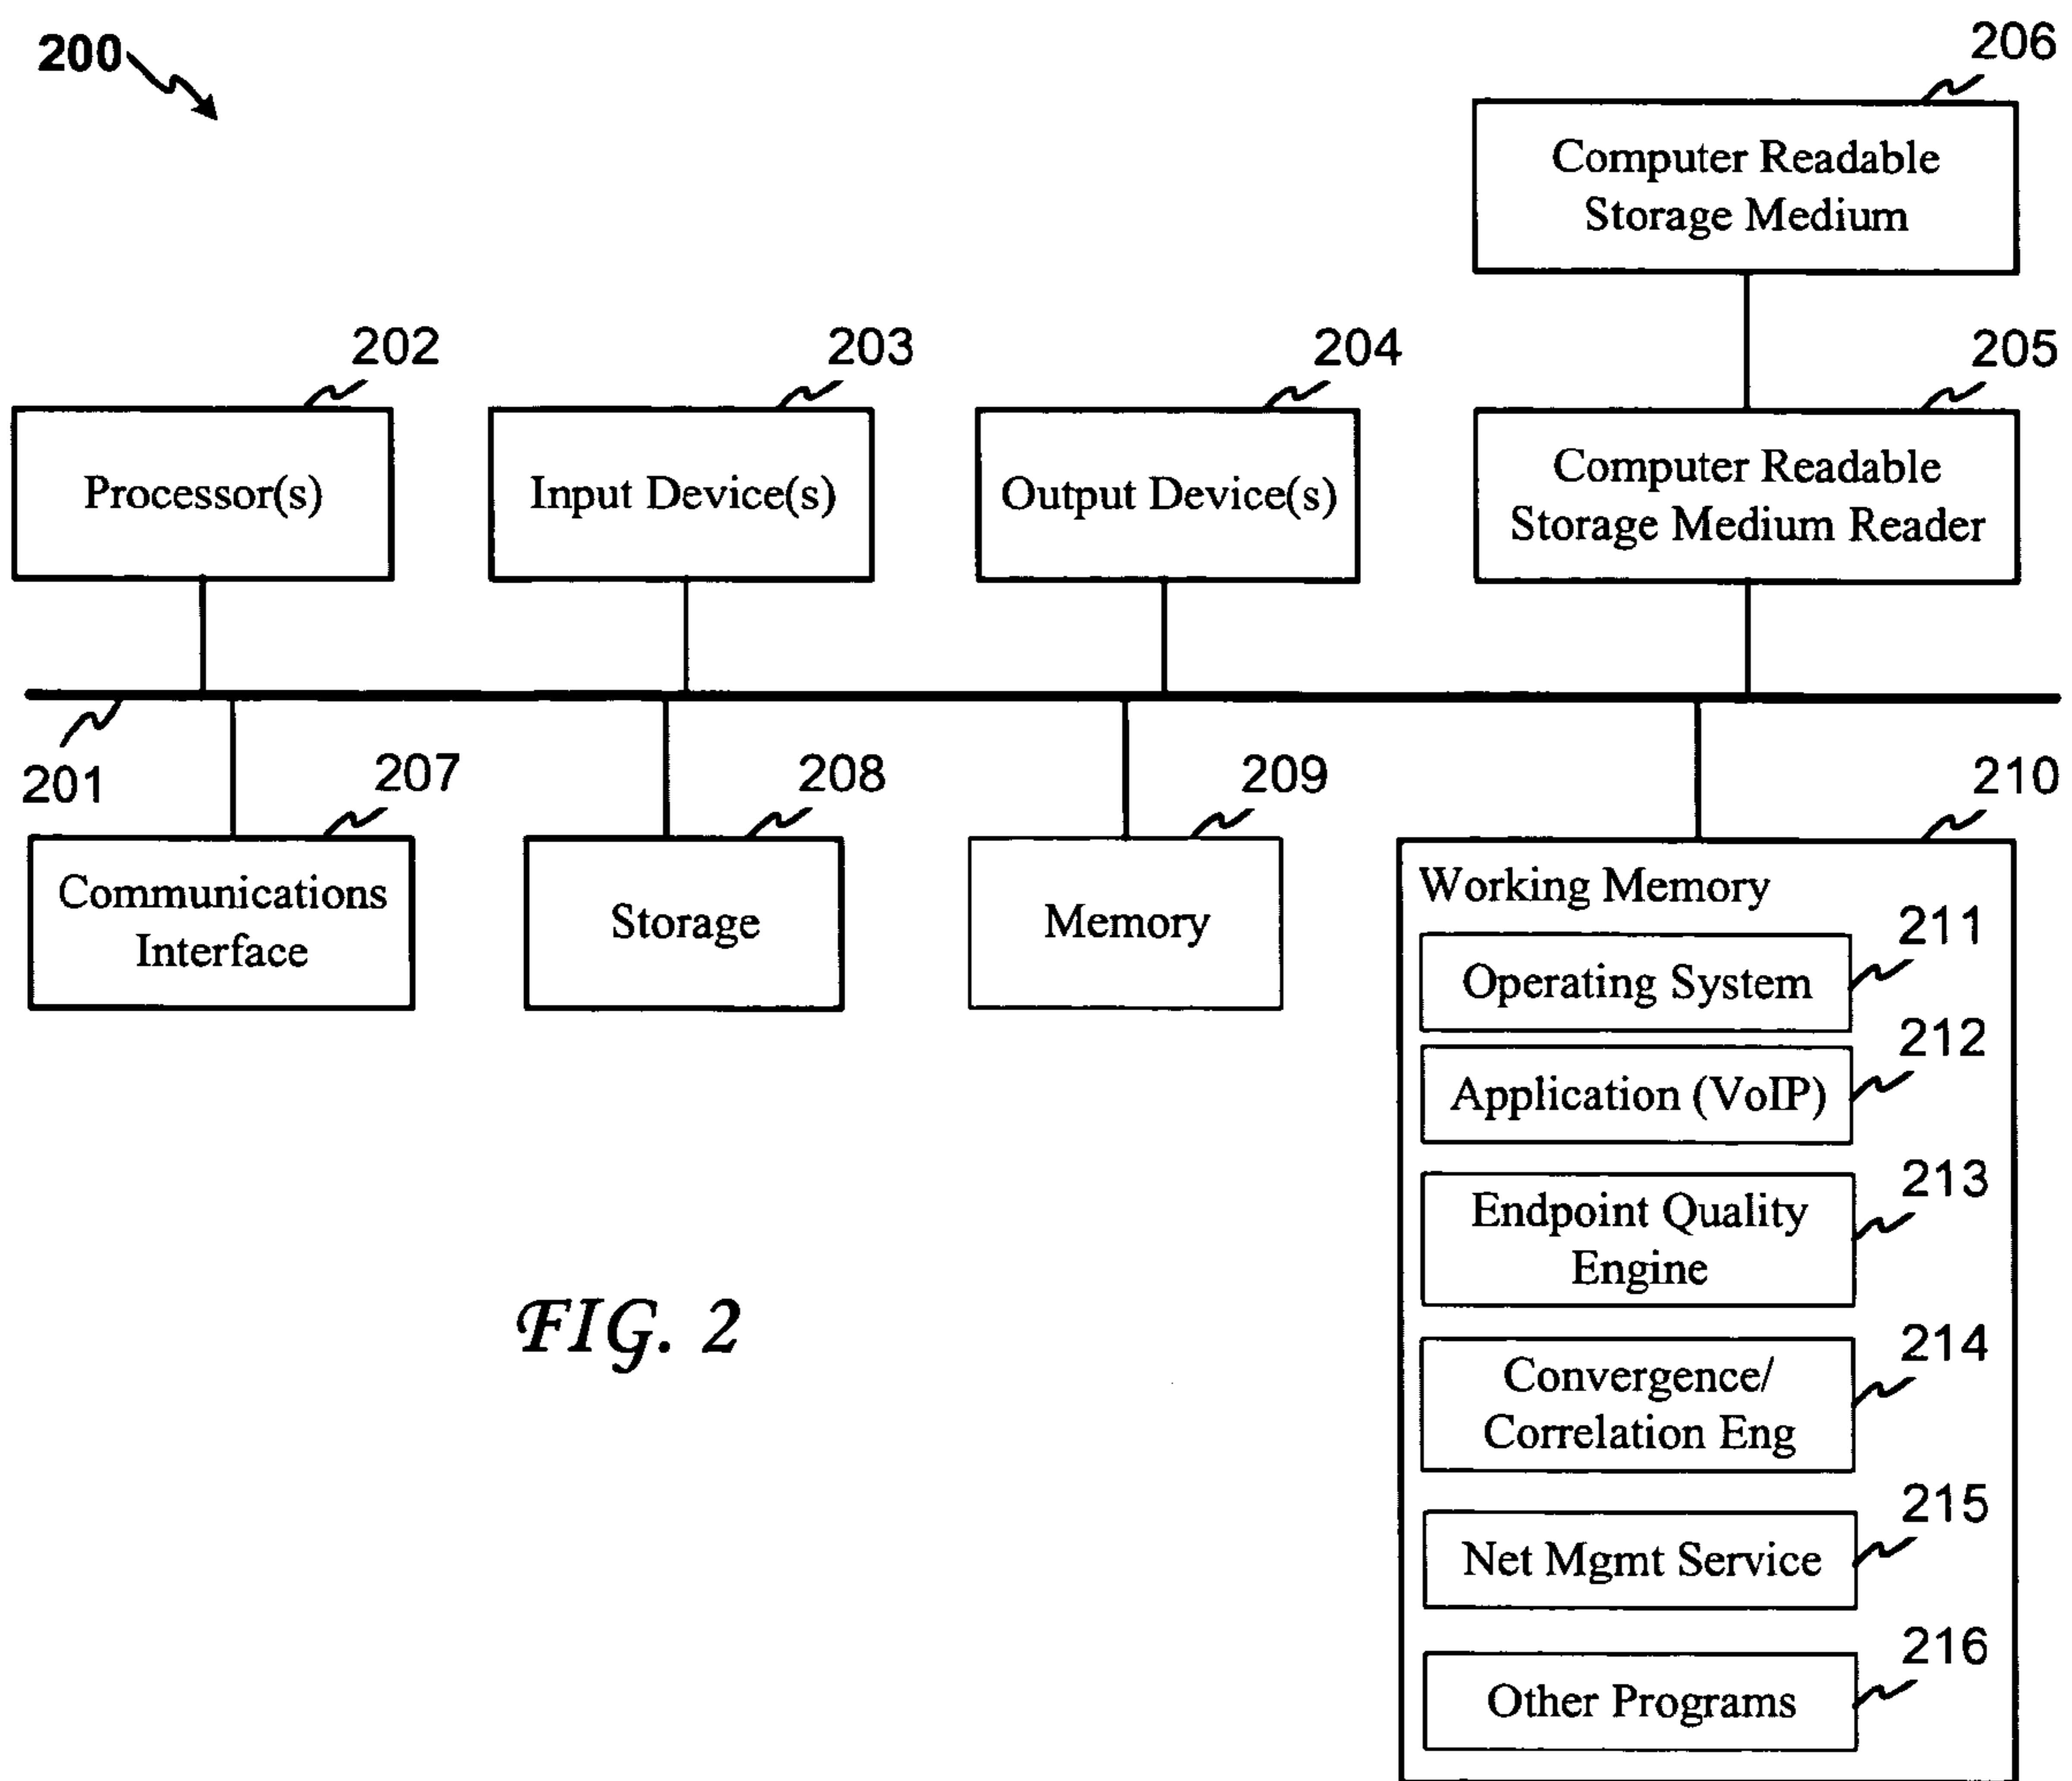 200
206
Computer Readable
Storage Medium
202
203
204
205
Processor(s)
Input Device(s)
Output Device(s)
Computer Readable
Storage Medium Reader
201
207
208
209
210
Communications
Interface
Storage
Memory
Working Memory
211
Operating System
212
Application (VoIP)
213
Endpoint Quality
Engine
214
Convergence/
Correlation Eng
215
Net Mgmt Service
216
Other Programs
FIG. 2